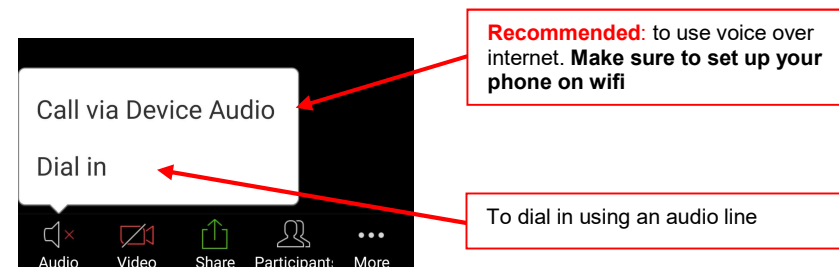 Recommended: to use voice over
internet. Make sure to set up your
phone on wifi
Call via Device Audio
Dial in
To dial in using an audio line
Audio Video Share Participants More